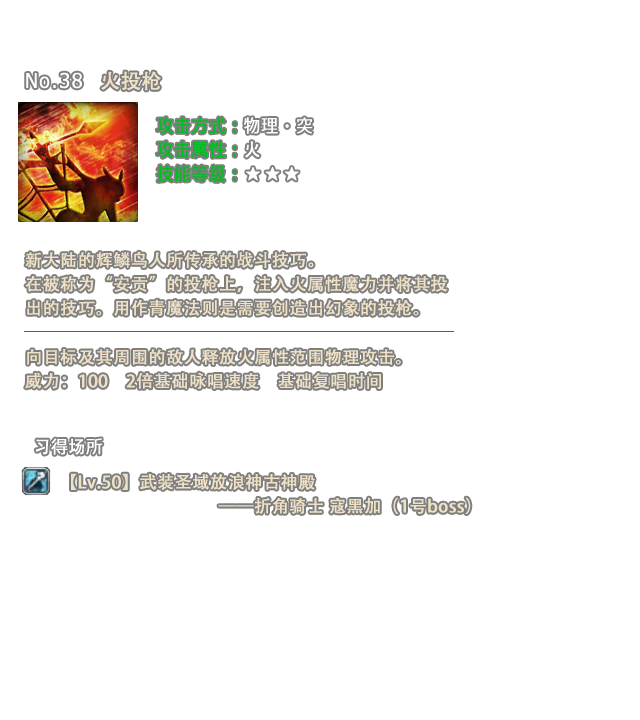 No.38 火投枪
攻击方式：物理·突
攻击属性：火
技能等级：☆☆☆
新大陆的辉鳞鸟人所传承的战斗技巧。
在被称为“安贡”的投枪上，注入火属性魔力并将其投
出的技巧。用作青魔法则是需要创造出幻象的投枪。
向目标及其周围的敌人释放火属性范围物理攻击。
威力：100 2倍基础咏唱速度 基础复唱时间
习得场所
【Lv.50】武装圣域放浪神古神殿
——折角骑士 寇黑加（1号boss）